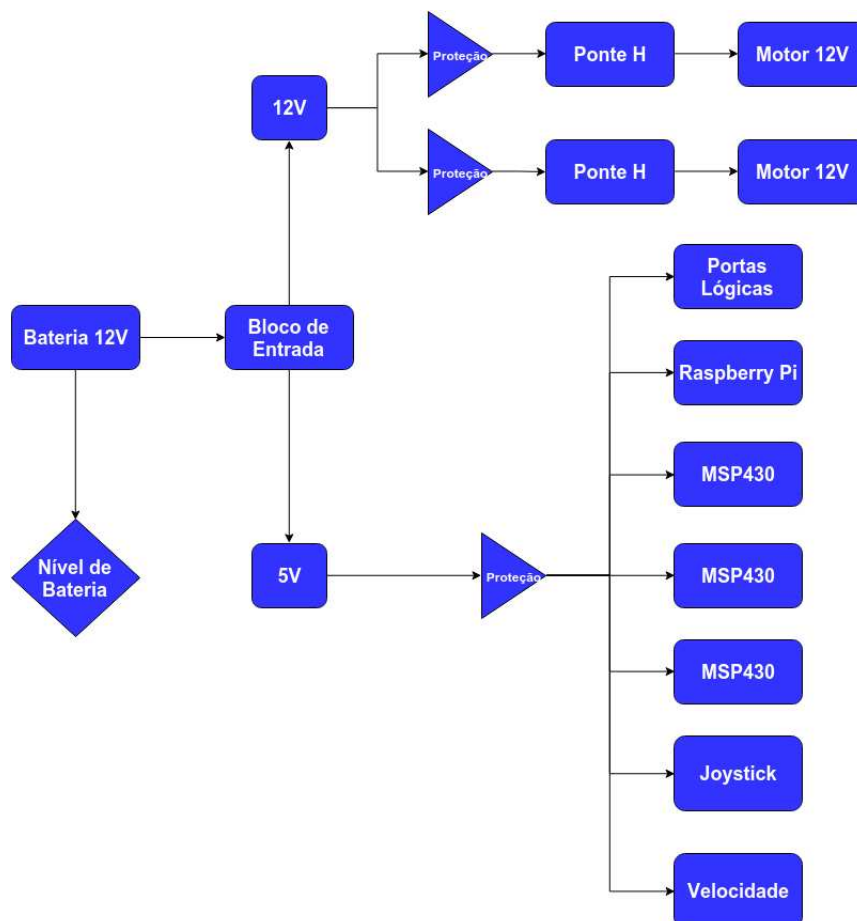 Proteção
Ponte H
Motor 12V
12V
Proteção
Ponte H
Motor 12V
Portas
Lógicas
Bateria 12V
Bloco de
Entrada
Raspberry Pi
MSP430
Nível de
Bateria
5V
Proteção
MSP430
MSP430
Joystick
Velocidade